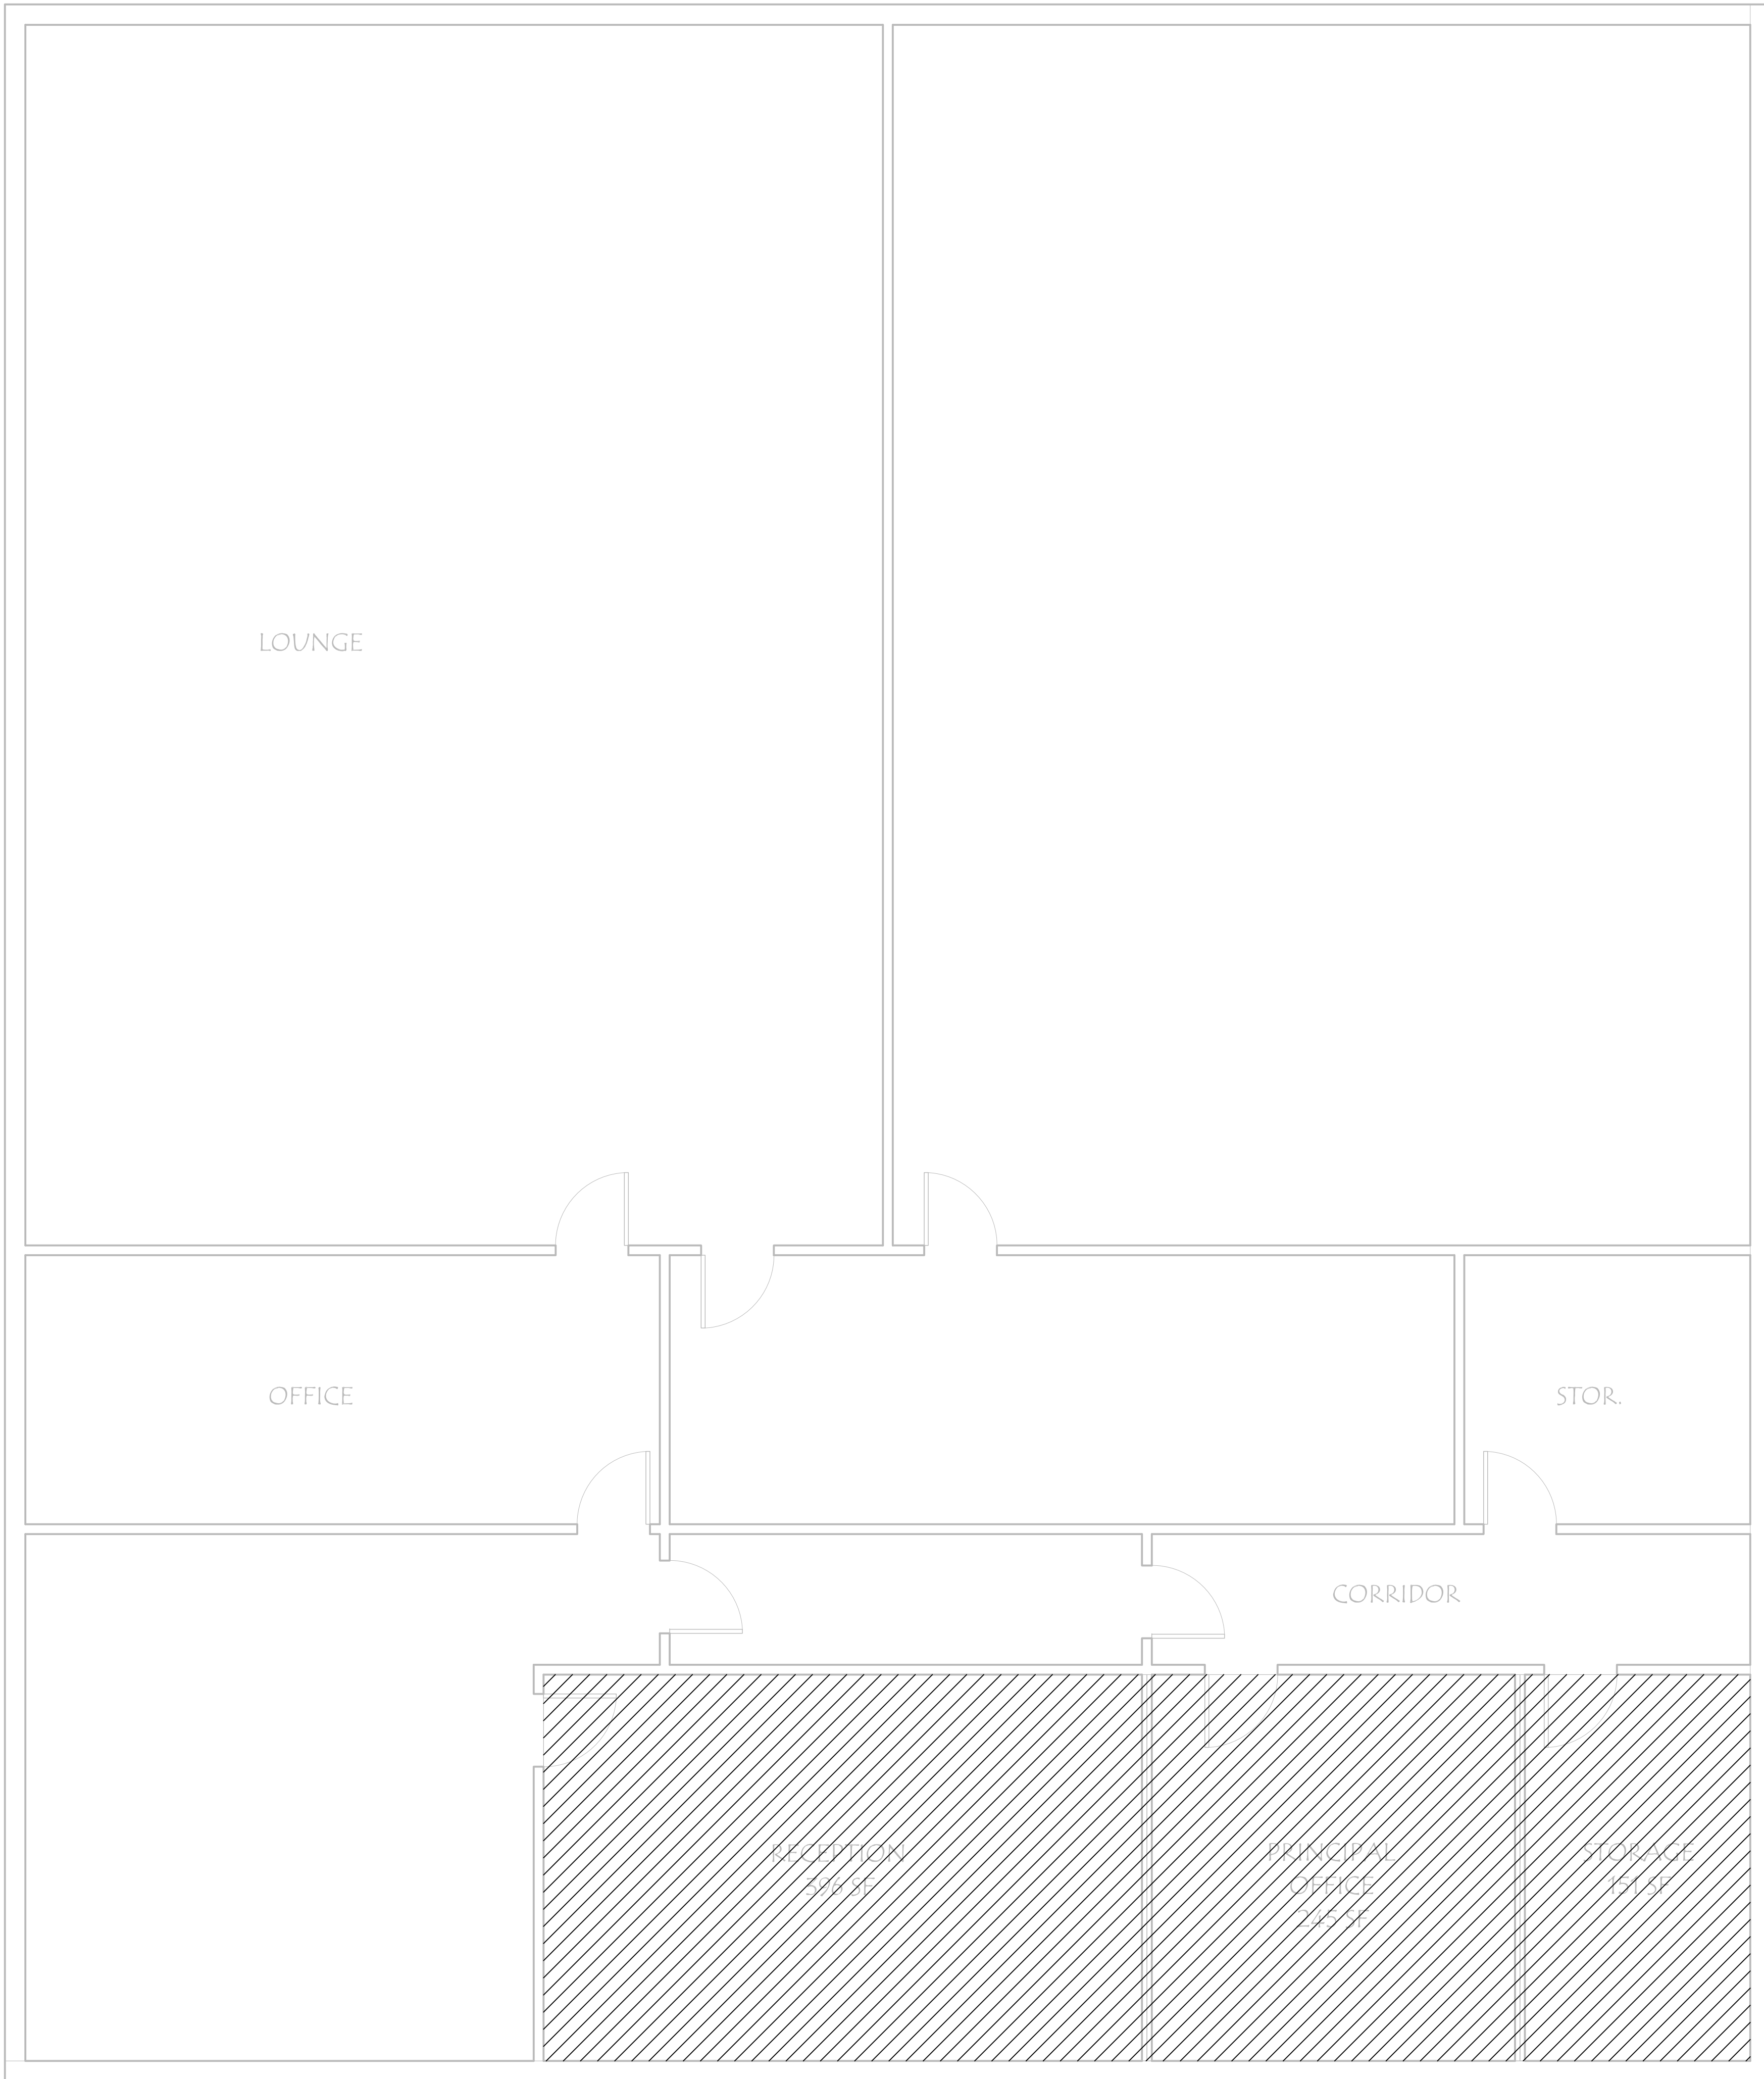 LOUNGE
OFFICE
STOR.
CORRIDOR
RECEPTION
396 SF
PRINCIPAL
OFFICE
245 SF
STORAGE
151 SF